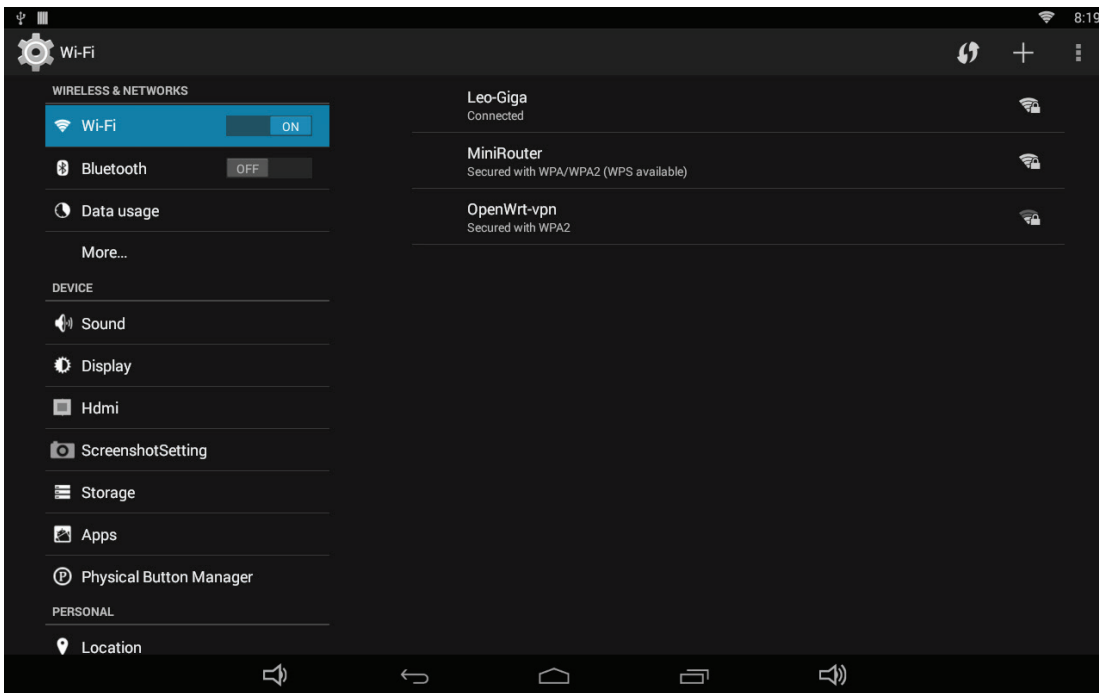 8:19
Wi-Fi
WIRELESS & NETWORKS
Wi-Fi ON
Bluetooth OFF
Data usage
More...
DEVICE
Sound
Display
Hdmi
ScreenshotSetting
Storage
Apps
P Physical Button Manager
PERSONAL
Location
Leo-Giga
Connected
MiniRouter
Secured with WPA/WPA2 (WPS available)
OpenWrt-vpn
Secured with WPA2